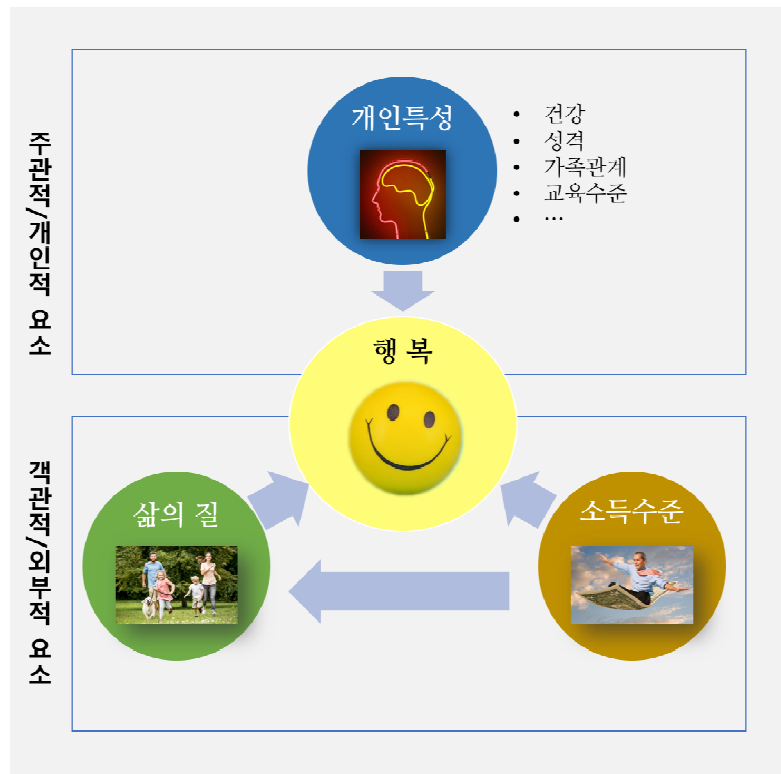 주관적/개인적 요소
개인특성
• 건강
• 성격
• 가족관계
• 교육수준
• …
행 복
객관적/외부적 요소
삶의 질
소득수준